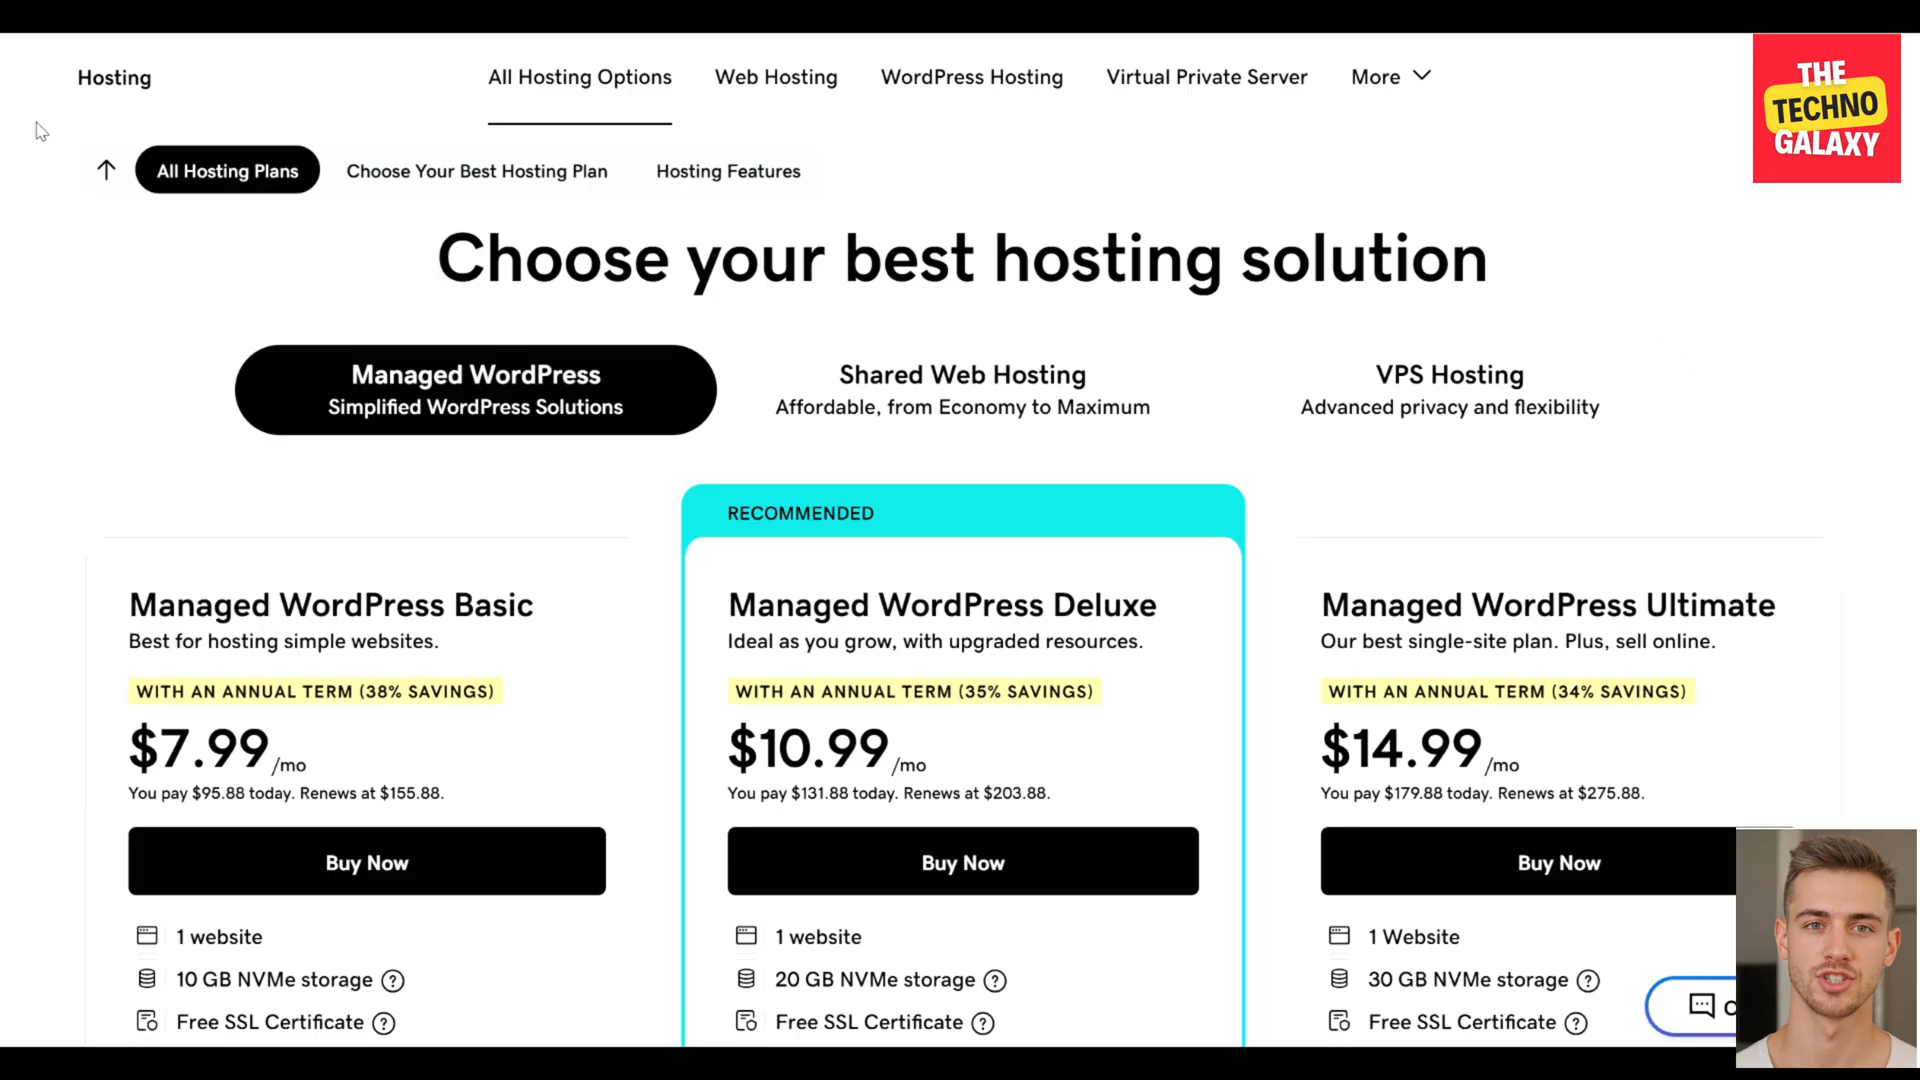 Hosting
All Hosting Options
Web Hosting
WordPress Hosting
Virtual Private Server
More
THE
TECHNO
GALAXY
All Hosting Plans
Choose Your Best Hosting Plan
Hosting Features
Choose your best hosting solution
Managed WordPress
Simplified WordPress Solutions
Shared Web Hosting
Affordable, from Economy to Maximum
VPS Hosting
Advanced privacy and flexibility
Managed WordPress Basic
Best for hosting simple websites.
WITH AN ANNUAL TERM (38% SAVINGS)
$7.99/mo
You pay $95.88 today. Renews at $155.88.
Buy Now
1 website
10 GB NVMe storage ?
Free SSL Certificate ?
RECOMMENDED
Managed WordPress Deluxe
Ideal as you grow, with upgraded resources.
WITH AN ANNUAL TERM (35% SAVINGS)
$10.99/mo
You pay $131.88 today. Renews at $203.88.
Buy Now
1 website
20 GB NVMe storage ?
Free SSL Certificate ?
Managed WordPress Ultimate
Our best single-site plan. Plus, sell online.
WITH AN ANNUAL TERM (34% SAVINGS)
$14.99/mo
You pay $179.88 today. Renews at $275.88.
Buy Now
1 Website
30 GB NVMe storage ?
Free SSL Certificate ?